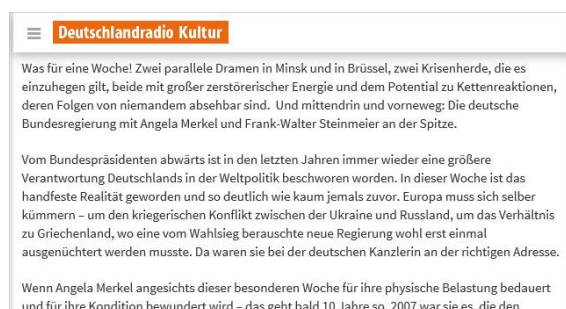 Deutschlandradio Kultur
Was für eine Woche! Zwei parallele Dramen in Minsk und in Brüssel, zwei Krisenherde, die es
einzuhegen gilt, beide mit großer zerstörerischer Energie und dem Potential zu Kettenreaktionen,
deren Folgen von niemandem absehbar sind. Und mittendrin und vorneweg: Die deutsche
Bundesregierung mit Angela Merkel und Frank-Walter Steinmeier an der Spitze.
Vom Bundespräsidenten abwärts ist in den letzten Jahren immer wieder eine größere
Verantwortung Deutschlands in der Weltpolitik beschworen worden. In dieser Woche ist das
handfeste Realität geworden und so deutlich wie kaum jemals zuvor. Europa muss sich selber
kümmern – um den kriegerischen Konflikt zwischen der Ukraine und Russland, um das Verhältnis
zu Griechenland, wo eine vom Wahlsieg berauschte neue Regierung wohl erst einmal
ausgenüchtert werden musste. Da waren sie bei der deutschen Kanzlerin an der richtigen Adresse.
Wenn Angela Merkel angesichts dieser besonderen Woche für ihre physische Belastung bedauert
und für ihre Kondition bewundert wird – das geht bald 10 Jahre so. 2007 war sie es, die den